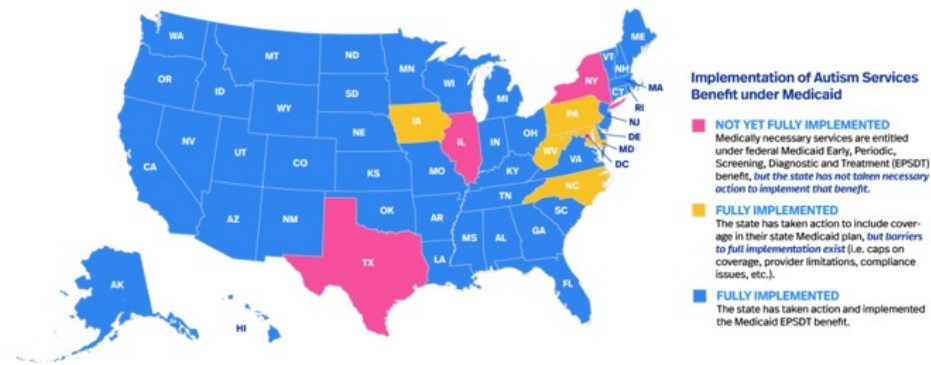 WA
MT
ND
MN
ME
VT
NH
OR
ID
SD
WI
NY
MA
WY
MI
CT
RI
IA
PA
NJ
NE
NV
UT
IL
IN
OH
DE
MD
WV
CO
VA
DC
CA
KS
MO
KY
NC
TN
OK
AR
SC
AZ
NM
MS
AL
GA
TX
LA
FL
AK
HI
Implementation of Autism Services
Benefit under Medicaid
NOT YET FULLY IMPLEMENTED
Medically necessary services are entitled
under federal Medicaid Early, Periodic,
Screening, Diagnostic and Treatment (EPSDT)
benefit, but the state has not taken necessary
action to implement that benefit.
FULLY IMPLEMENTED
The state has taken action to include cover-
age in their state Medicaid plan, but barriers
to full implementation exist (i.e. caps on
coverage, provider limitations, compliance
issues, etc.).
FULLY IMPLEMENTED
The state has taken action and implemented
the Medicaid EPSDT benefit.